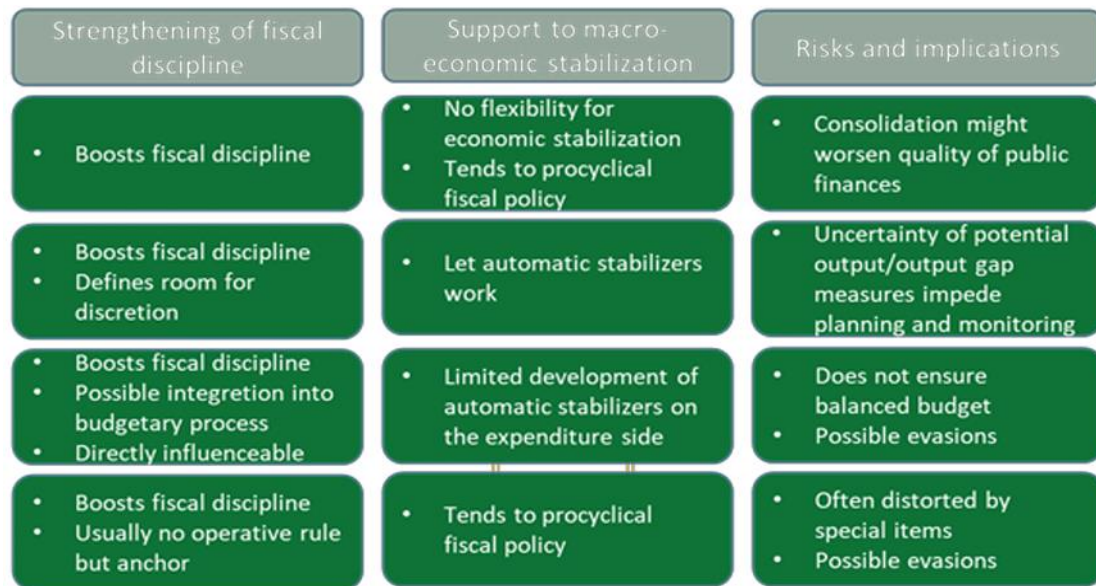 Strengthening of fiscal
discipline
Support to macro-
economic stabilization
Risks and implications
• Boosts fiscal discipline
• No flexibility for
economic stabilization
• Tends to procyclical
fiscal policy
• Consolidation might
worsen quality of public
finances
• Boosts fiscal discipline
• Defines room for
discretion
• Let automatic stabilizers
work
• Uncertainty of potential
output/output gap
measures impede
planning and monitoring
• Boosts fiscal discipline
• Possible integretion into
budgetary process
• Directly influenceable
• Limited development of
automatic stabilizers on
the expenditure side
• Does not ensure
balanced budget
• Possible evasions
• Boosts fiscal discipline
• Usually no operative rule
but anchor
• Tends to procyclical
fiscal policy
• Often distorted by
special items
• Possible evasions